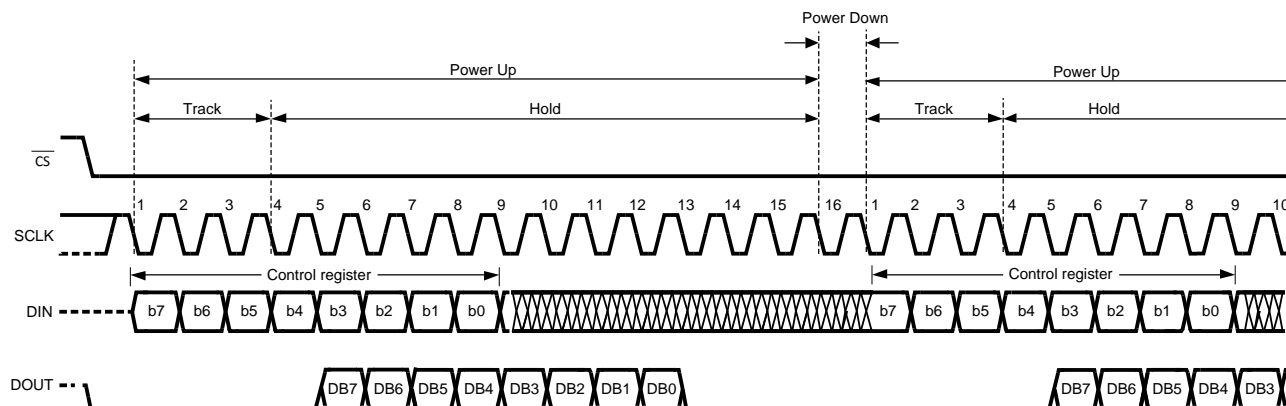 Power Down
Power Up
Power Up
Track Hold Track Hold
CS
1 2 3 4 5 6 7 8 9 10 11 12 13 14 15 16 1 2 3 4 5 6 7 8 9 10
SCLK
Control register Control register
DIN b7 b6 b5 b4 b3 b2 b1 b0 b7 b6 b5 b4 b3 b2 b1 b0
DOUT DB7 DB6 DB5 DB4 DB3 DB2 DB1 DB0 DB7 DB6 DB5 DB4 DB3